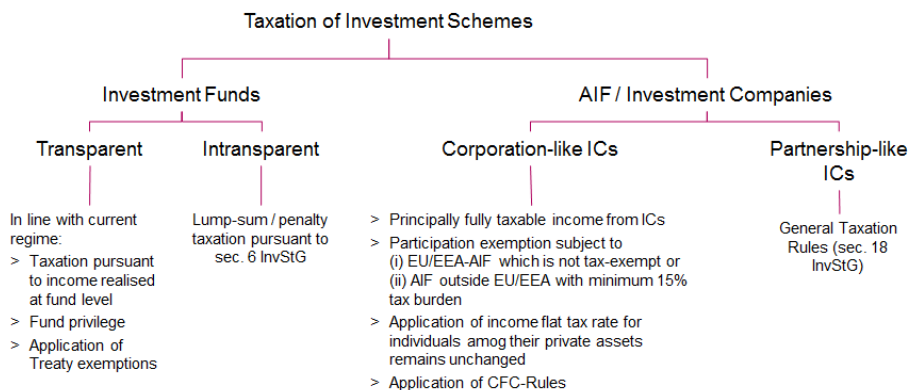 Taxation of Investment Schemes
Investment Funds
AIF / Investment Companies
Transparent
Intransparent
Corporation-like ICs
Partnership-like
ICs
In line with current
regime:
> Taxation pursuant
to income realised
at fund level
> Fund privilege
> Application of
Treaty exemptions
Lump-sum / penalty
taxation pursuant to
sec. 6 InvStG
> Principally fully taxable income from ICs
> Participation exemption subject to
(i) EU/EEA-AIF which is not tax-exempt or
(ii) AIF outside EU/EEA with minimum 15%
tax burden
> Application of income flat tax rate for
individuals amog their private assets
remains unchanged
> Application of CFC-Rules
General Taxation
Rules (sec. 18
InvStG)